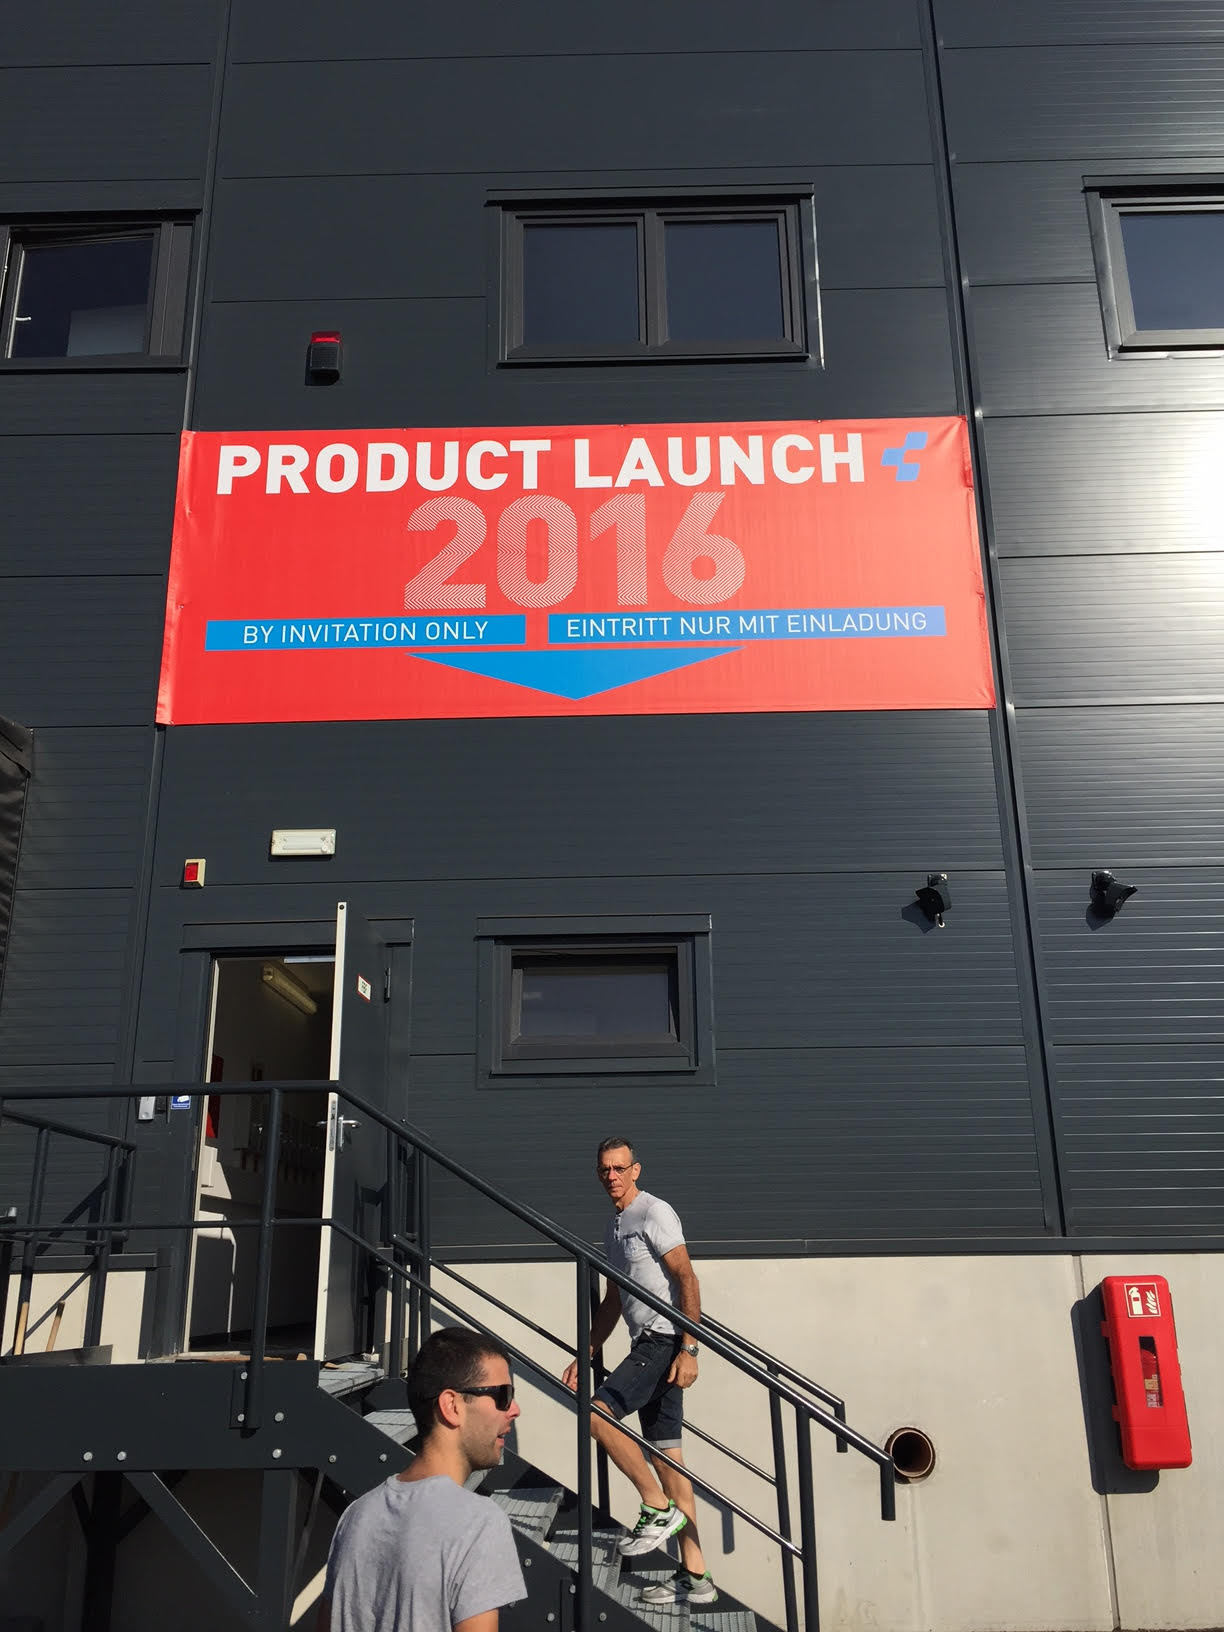 PRODUCT LAUNCH
2016
BY INVITATION ONLY
EINTRITT NUR MIT EINLADUNG